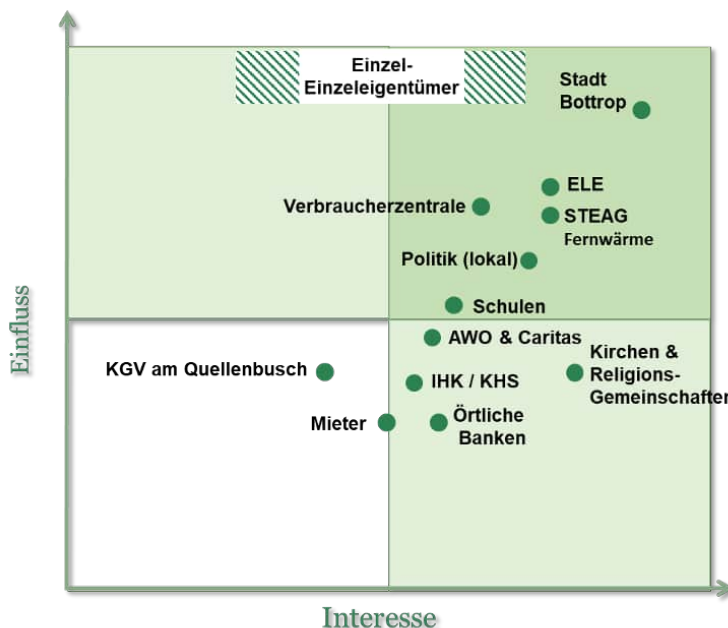 Einzel-
Einzeleigentümer
Stadt
Bottrop
ELE
Verbraucherzentrale
STEAG
Fernwärme
Politik (lokal)
Schulen
Einfluss
AWO & Caritas
Kirchen &
Religions-
Gemeinschafter
KGV am Quellenbusch
IHK / KHS
Mieter
Örtliche
Banken
Interesse